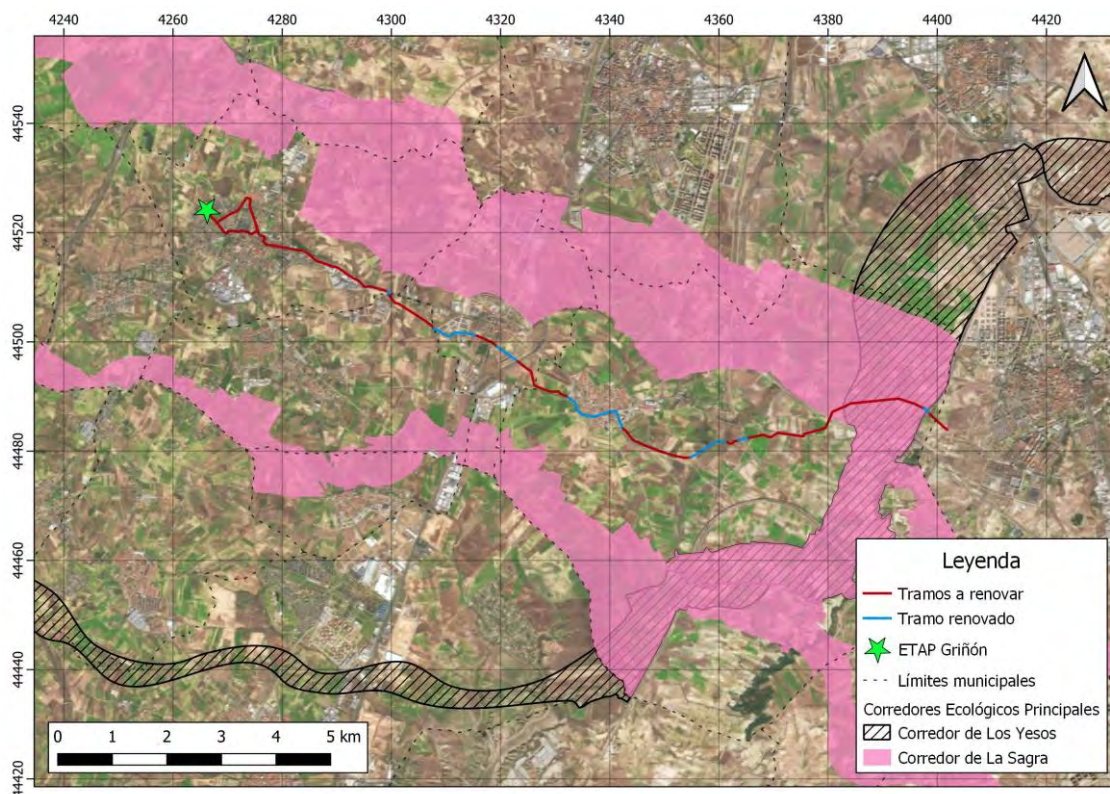 4240 4260 4280 4300 4320 4340 4360 4380 4400 4420
44540
44520
44500
44480
44460
44440
44420
0 1 2 3 4 5 km
Leyenda
Tramos a renovar
Tramo renovado
ETAP Griñón
Límites municipales
Corredores Ecológicos Principales
Corredor de Los Yesos
Corredor de La Sagra